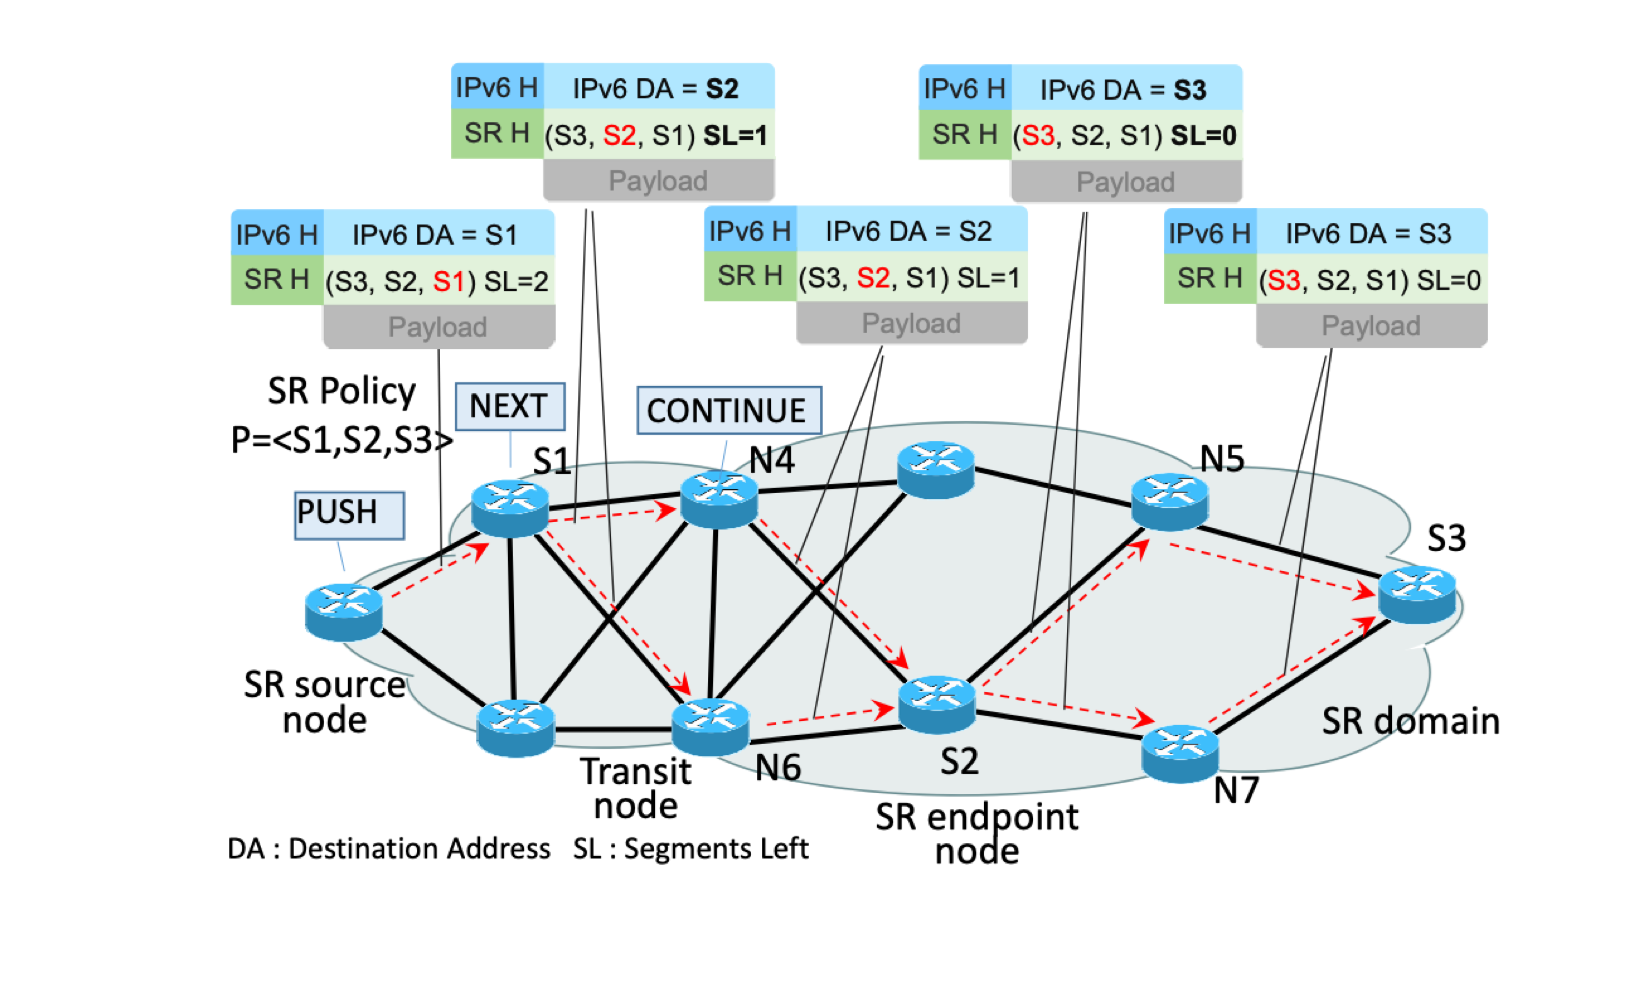 IPv6 H IPv6 DA = S2
SR H (S3, S2, S1) SL=1
Payload
IPv6 H IPv6 DA = S3
SR H (S3, S2, S1) SL=0
Payload
IPv6 H IPv6 DA = S1
SR H (S3, S2, S1) SL=2
Payload
IPv6 H IPv6 DA = S2
SR H (S3, S2, S1) SL=1
Payload
IPv6 H IPv6 DA = S3
SR H (S3, S2, S1) SL=0
Payload
SR Policy
P=<S1,S2,S3>
NEXT
CONTINUE
S1
N4
N5
PUSH
S3
SR source
node
SR domain
Transit
node
N6
S2
N7
SR endpoint
node
DA : Destination Address SL : Segments Left